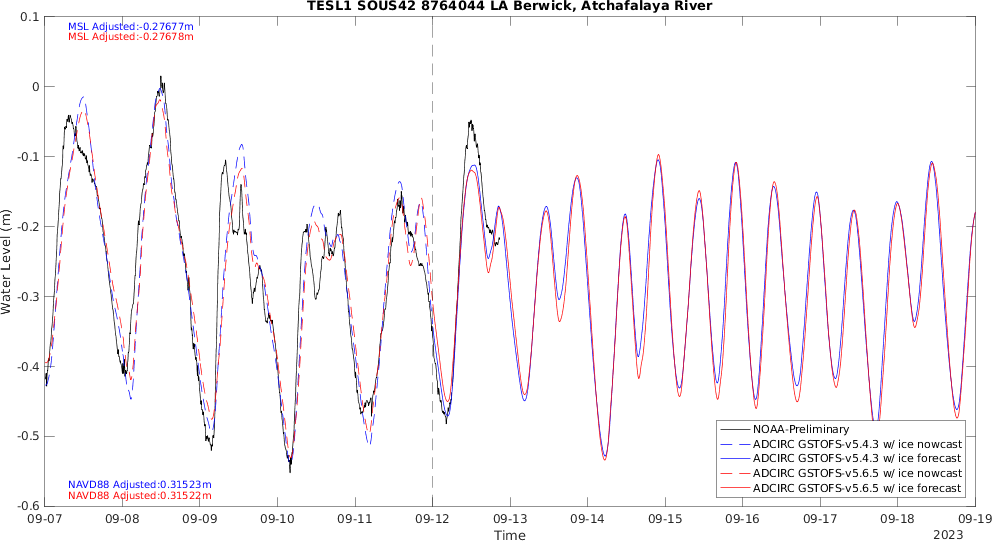 TESL1 SOUS42 8764044 LA Berwick, Atchafalaya River
MSL Adjusted:-0.27677m
MSL Adjusted:-0.27678m
Water Level (m)
0.1
0
-0.1
-0.2
-0.3
-0.4
-0.5
-0.6
NOAA-Preliminary
ADCIRC GSTOFS-v5.4.3 w/ ice nowcast
ADCIRC GSTOFS-v5.4.3 w/ ice forecast
ADCIRC GSTOFS-v5.6.5 w/ ice nowcast
ADCIRC GSTOFS-v5.6.5 w/ ice forecast
NAVD88 Adjusted:0.31523m
NAVD88 Adjusted:0.31522m
09-07 09-08 09-09 09-10 09-11 09-12 09-13 09-14 09-15 09-16 09-17 09-18 09-19
Time
2023